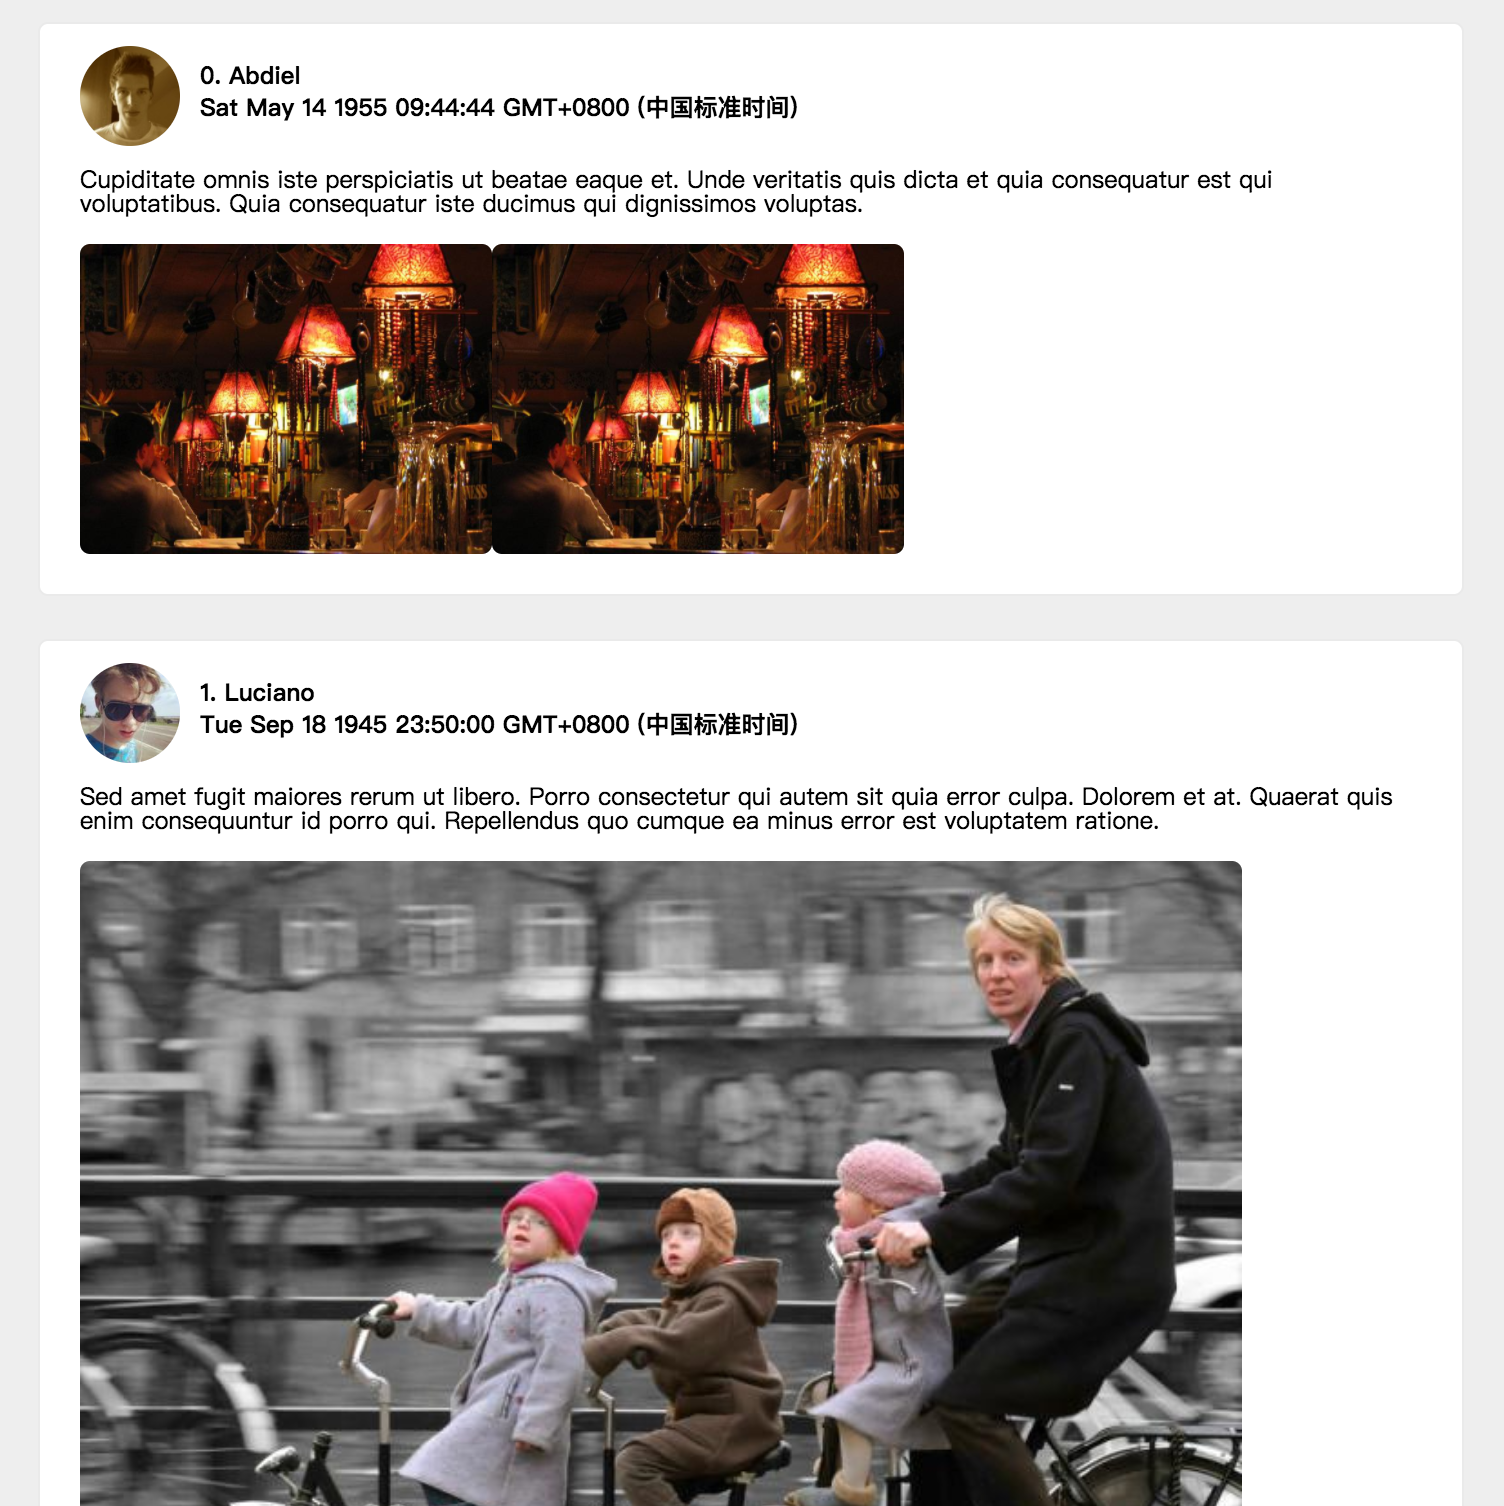 0. Abdiel
Sat May 14 1955 09:44:44 GMT+0800 (中国标准时间)
Cupiditate omnis iste perspiciatis ut beatae eaque et. Unde veritatis quis dicta et quia consequatur est qui
voluptatibus. Quia consequatur iste ducimus qui dignissimos voluptas.
1. Luciano
Tue Sep 18 1945 23:50:00 GMT+0800 (中国标准时间)
Sed amet fugit maiores rerum ut libero. Porro consectetur qui autem sit quia error culpa. Dolorem et at. Quaerat quis
enim consequuntur id porro qui. Repellendus quo cumque ea minus error est voluptatem ratione.